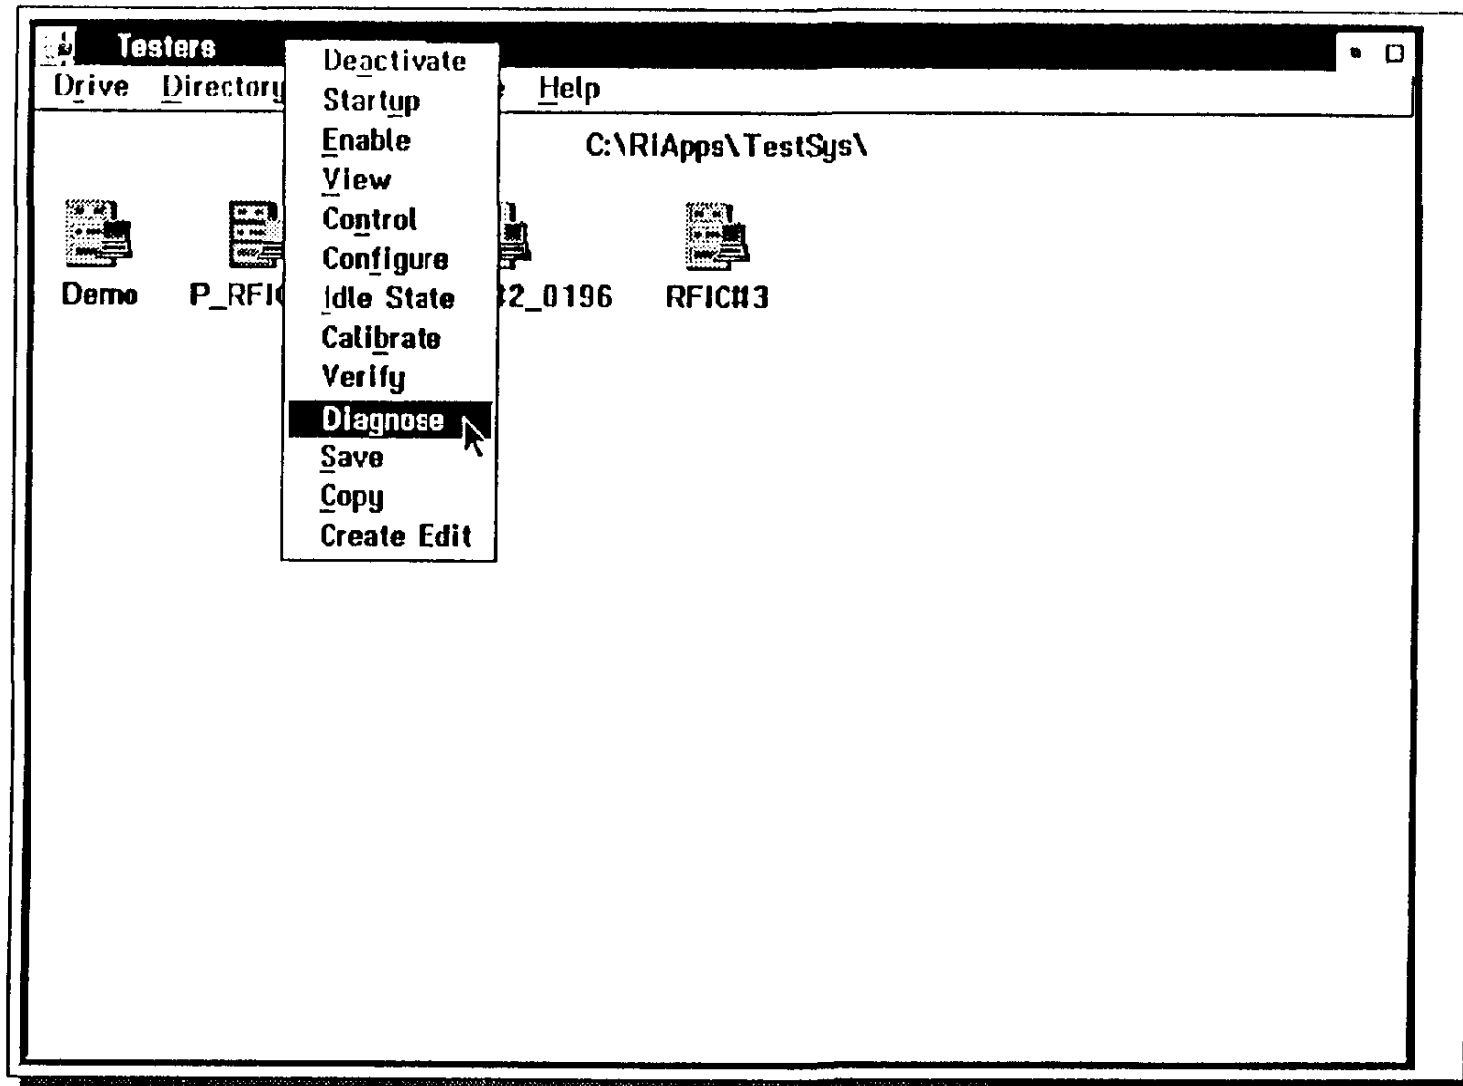 Testers
Drive Directory Help
C:\RIApps\TestSys\
Demo P_RFIC #2_0196 RFIC#3
Deactivate
Startup
Enable
View
Control
Configure
Idle State
Calibrate
Verify
Diagnose
Save
Copy
Create Edit